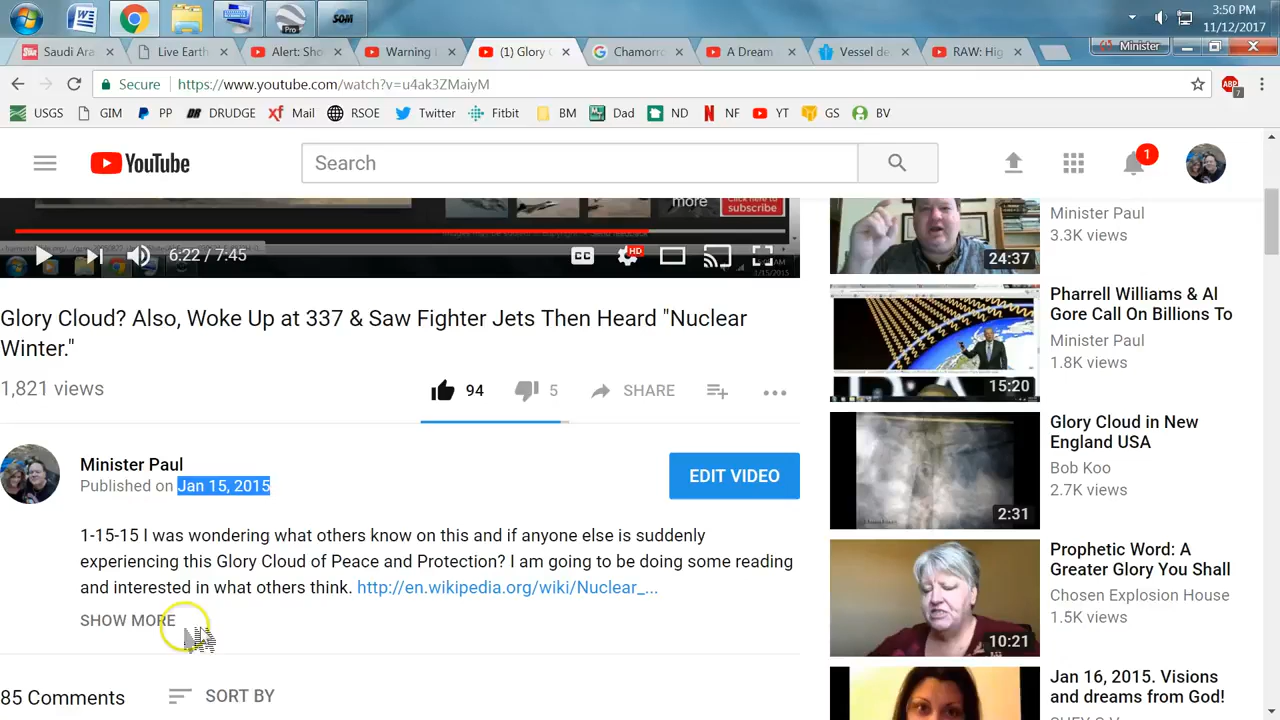 3:50 PM
11/12/2017
Pro
SOM
Saudi Ara
Live Earth
Alert: Sho
Warning
(1) Glory
Chamorro
A Dream
Vessel de
RAW: Hig
Minister
Secure
https://www.youtube.com/watch?v=u4ak3ZMaiyM
ABP
7
USGS
GIM
PP
DRUDGE
Mail
RSOE
Twitter
Fitbit
BM
Dad
ND
NF
YT
GS
BV
YouTube
Search
1
more
Click here to
subscribe
6:22 / 7:45
CC
HD
Glory Cloud? Also, Woke Up at 337 & Saw Fighter Jets Then Heard "Nuclear
Winter."
1,821 views
94
5
SHARE
Minister Paul
Published on Jan 15, 2015
EDIT VIDEO
1-15-15 I was wondering what others know on this and if anyone else is suddenly
experiencing this Glory Cloud of Peace and Protection? I am going to be doing some reading
and interested in what others think. http://en.wikipedia.org/wiki/Nuclear_...
SHOW MORE
85 Comments
SORT BY
Minister Paul
3.3K views
24:37
Pharrell Williams & Al
Gore Call On Billions To
Minister Paul
1.8K views
15:20
Glory Cloud in New
England USA
Bob Koo
2.7K views
2:31
Prophetic Word: A
Greater Glory You Shall
Chosen Explosion House
1.5K views
10:21
Jan 16, 2015. Visions
and dreams from God!